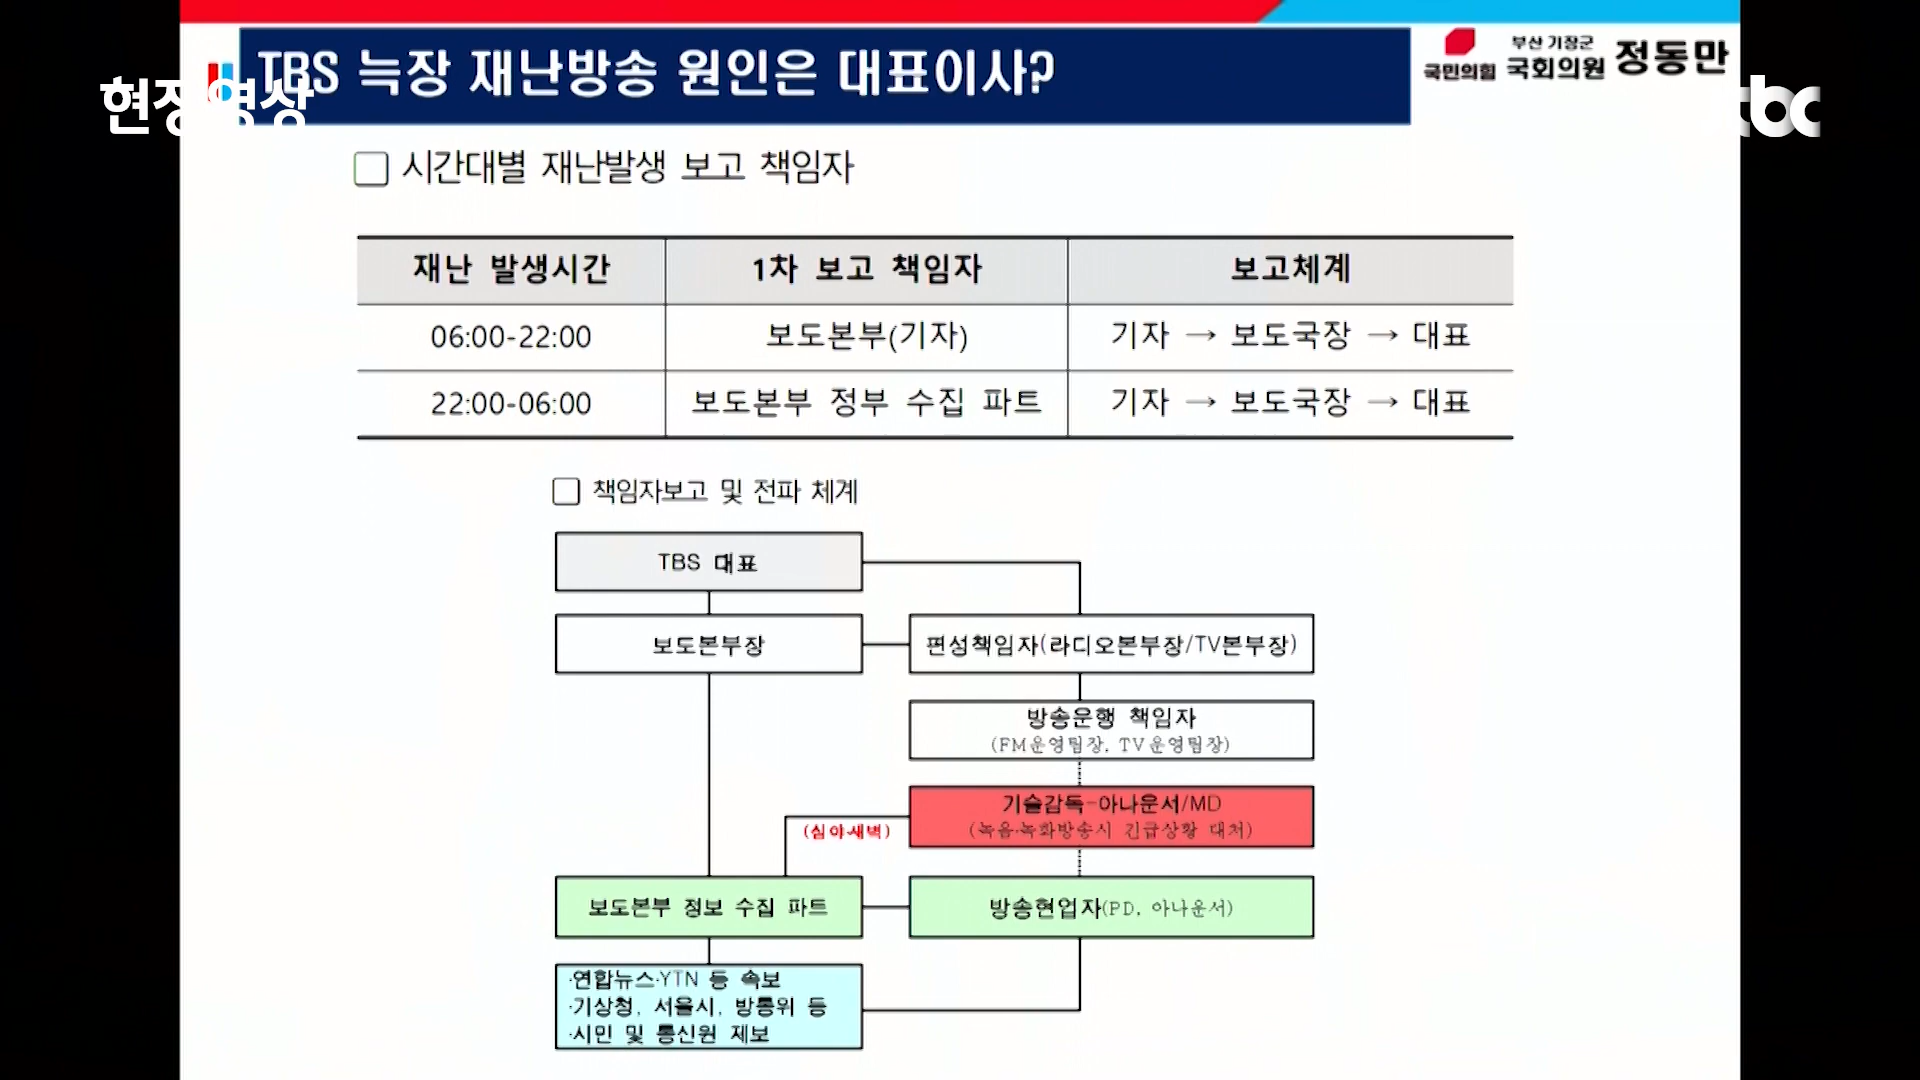 TBS 늑장 재난방송 원인은 대표이사?
현장영상
국민의힘
부산 기장군
국회의원 정동만
tbc
□ 시간대별 재난발생 보고 책임자
재난 발생시간 1차 보고 책임자 보고체계
06:00-22:00 보도본부(기자) 기자 → 보도국장 → 대표
22:00-06:00 보도본부 정부 수집 파트 기자 → 보도국장 → 대표
□ 책임자보고 및 전파 체계
TBS 대표
보도본부장 편성책임자(라디오본부장/TV본부장)
방송운행 책임자
(FM운영팀장, TV운영팀장)
기술감독-아나운서/MD
(녹음·녹화방송시 긴급상황 대처)
(심야·새벽)
보도본부 정보 수집 파트 방송현업자(PD, 아나운서)
·연합뉴스·YTN 등 속보
·기상청, 서울시, 방통위 등
·시민 및 통신원 제보